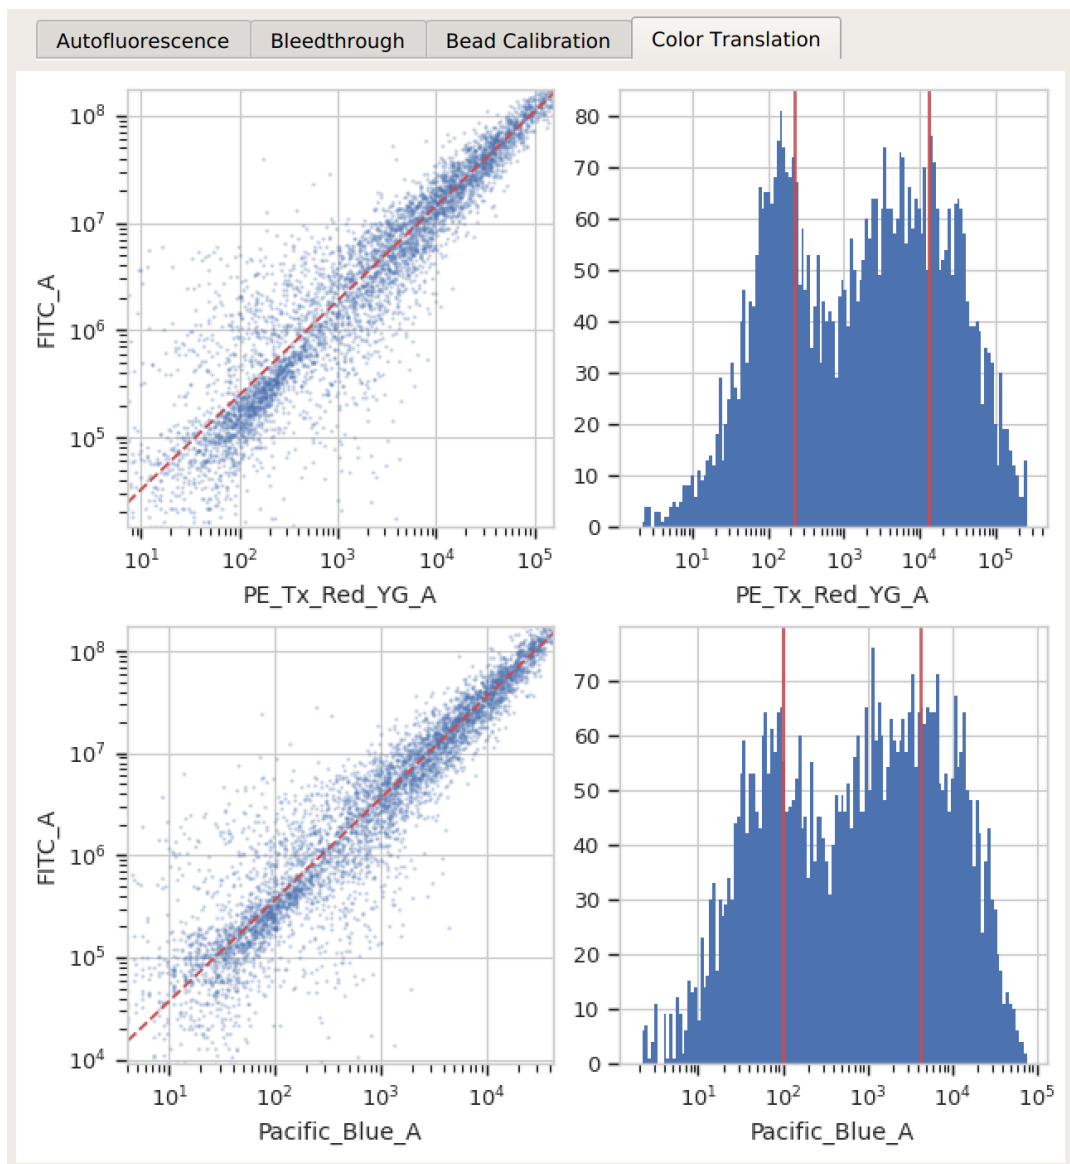 Autofluorescence Bleedthrough Bead Calibration Color Translation
10^8
10^7
10^6
10^5
FITC_A
10^1 10^2 10^3 10^4 10^5
PE_Tx_Red_YG_A
80
70
60
50
40
30
20
10
0
10^1 10^2 10^3 10^4 10^5
PE_Tx_Red_YG_A
10^8
10^7
10^6
10^5
10^4
FITC_A
10^1 10^2 10^3 10^4
Pacific_Blue_A
70
60
50
40
30
20
10
0
10^1 10^2 10^3 10^4 10^5
Pacific_Blue_A